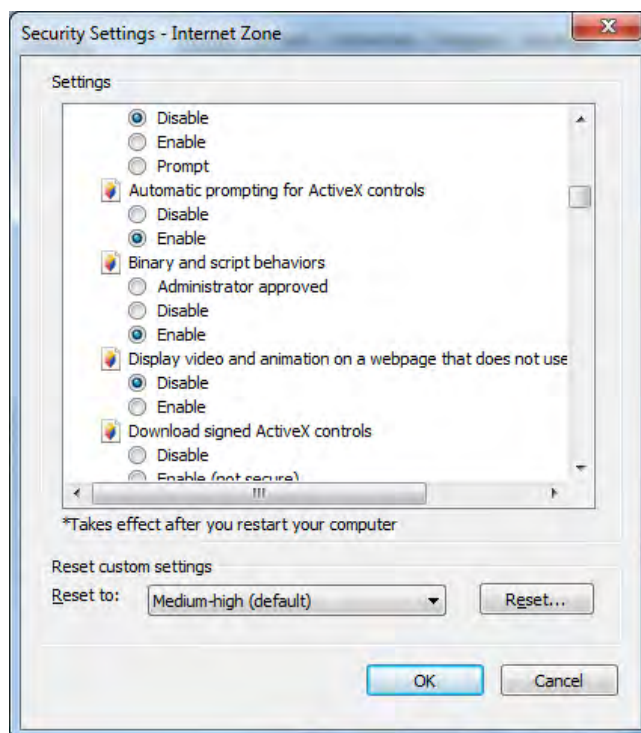 Security Settings - Internet Zone
Settings
Disable
Enable
Prompt
Automatic prompting for ActiveX controls
Disable
Enable
Binary and script behaviors
Administrator approved
Disable
Enable
Display video and animation on a webpage that does not use
Disable
Enable
Download signed ActiveX controls
Disable
Enable (not secure)
*Takes effect after you restart your computer
Reset custom settings
Reset to: Medium-high (default) Reset...
OK Cancel